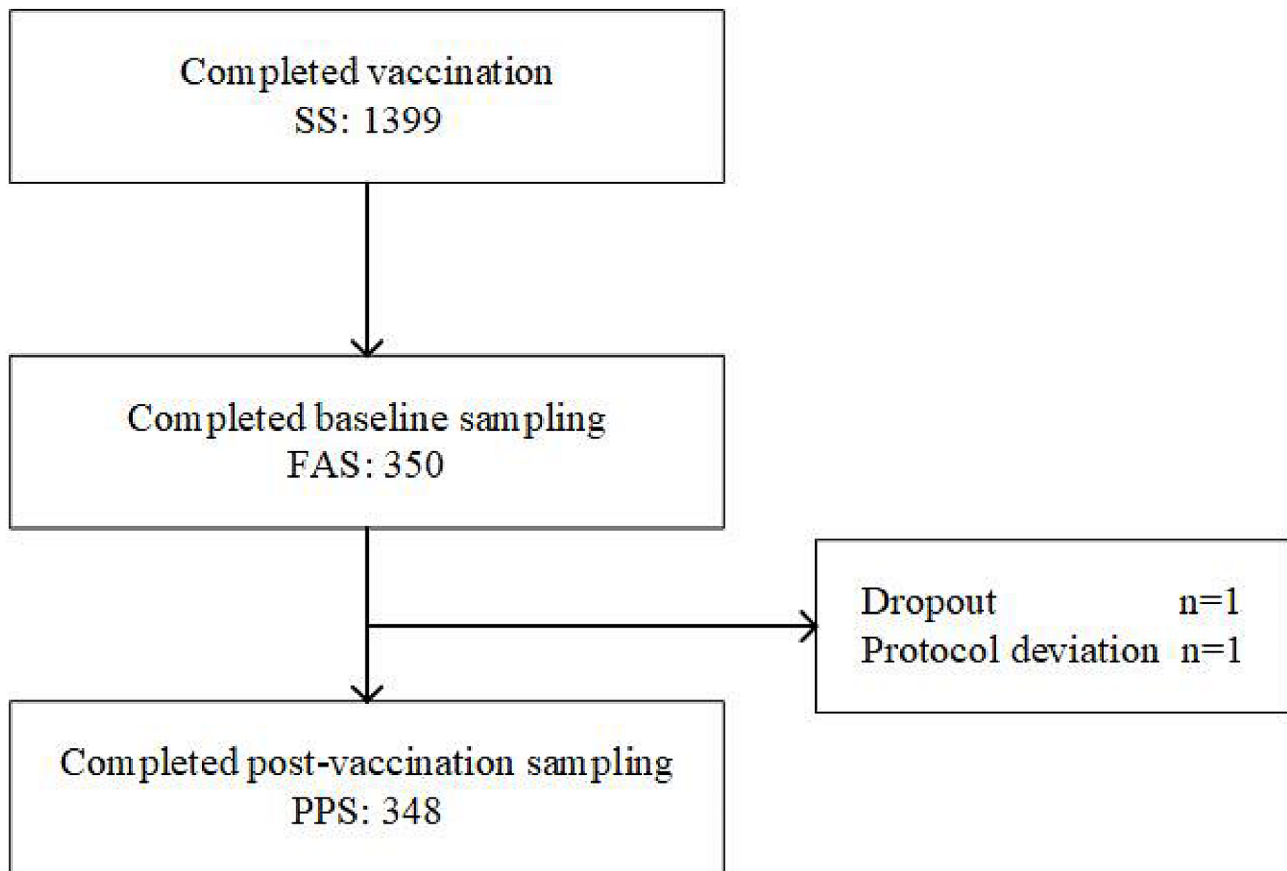 Completed vaccination
SS: 1399
Completed baseline sampling
FAS: 350
Dropout n=1
Protocol deviation n=1
Completed post-vaccination sampling
PPS: 348